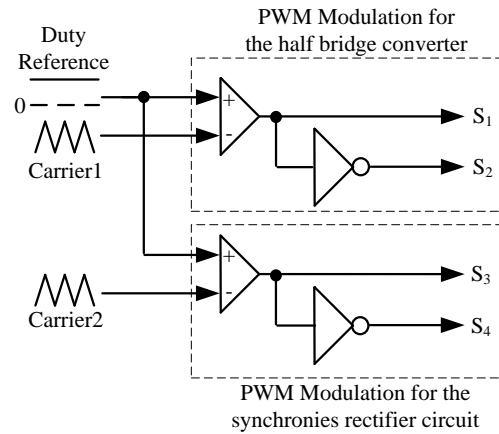 PWM Modulation for
the half bridge converter
Duty
Reference
0
Carrier1
+
-
S1
S2
+
-
S3
S4
Carrier2
PWM Modulation for the
synchronies rectifier circuit